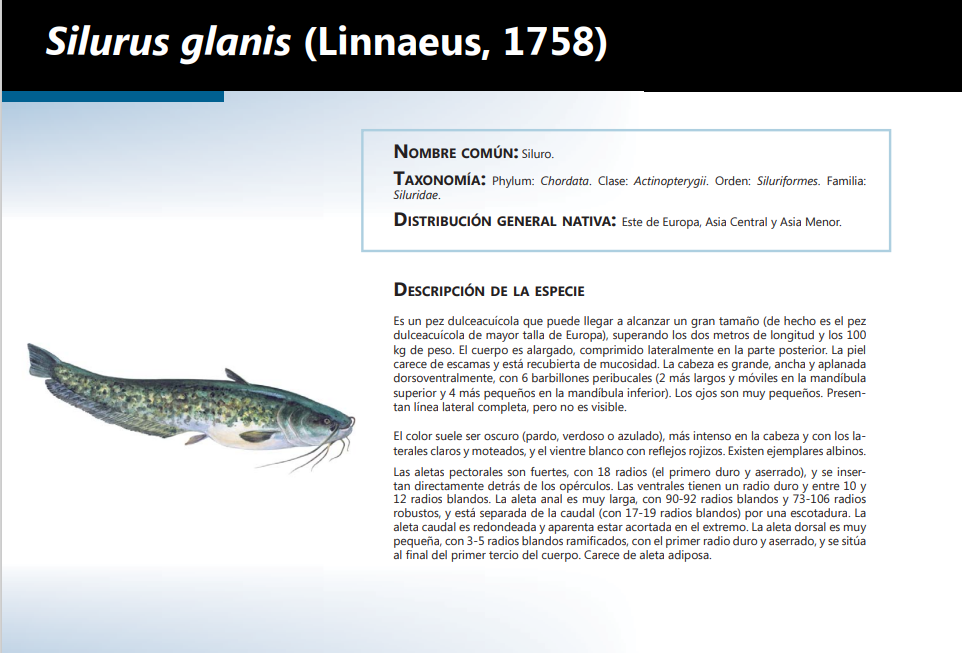 Silurus glanis (Linnaeus, 1758)
NOMBRE COMÚN: Siluro.
TAXONOMÍA: Phylum: Chordata. Clase: Actinopterygii. Orden: Siluriformes. Familia:
Siluridae.
DISTRIBUCIÓN GENERAL NATIVA: Este de Europa, Asia Central y Asia Menor.
DESCRIPCIÓN DE LA ESPECIE
Es un pez dulceacuícola que puede llegar a alcanzar un gran tamaño (de hecho es el pez
dulceacuícola de mayor talla de Europa), superando los dos metros de longitud y los 100
kg de peso. El cuerpo es alargado, comprimido lateralmente en la parte posterior. La piel
carece de escamas y está recubierta de mucosidad. La cabeza es grande, ancha y aplanada
dorsoventralmente, con 6 barbillones peribucales (2 más largos y móviles en la mandíbula
superior y 4 más pequeños en la mandíbula inferior). Los ojos son muy pequeños. Presen-
tan línea lateral completa, pero no es visible.
El color suele ser oscuro (pardo, verdoso o azulado), más intenso en la cabeza y con los la-
terales claros y moteados, y el vientre blanco con reflejos rojizos. Existen ejemplares albinos.
Las aletas pectorales son fuertes, con 18 radios (el primero duro y aserrado), y se inser-
tan directamente detrás de los opérculos. Las ventrales tienen un radio duro y entre 10 y
12 radios blandos. La aleta anal es muy larga, con 90-92 radios blandos y 73-106 radios
robustos, y está separada de la caudal (con 17-19 radios blandos) por una escotadura. La
aleta caudal es redondeada y aparenta estar acortada en el extremo. La aleta dorsal es muy
pequeña, con 3-5 radios blandos ramificados, con el primer radio duro y aserrado, y se sitúa
al final del primer tercio del cuerpo. Carece de aleta adiposa.